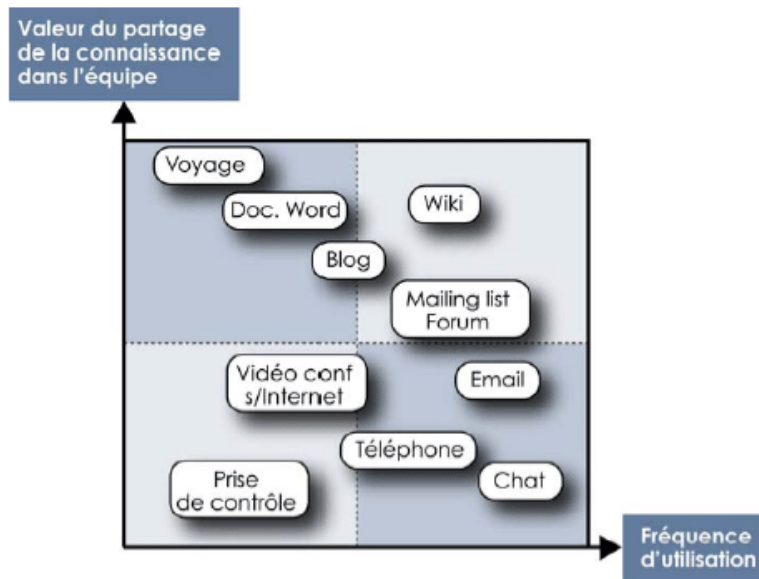 Valeur du partage
de la connaissance
dans l'équipe
Voyage
Doc. Word
Wiki
Blog
Mailing list
Forum
Vidéo conf
s/Internet
Email
Téléphone
Prise
de contrôle
Chat
Fréquence
d'utilisation